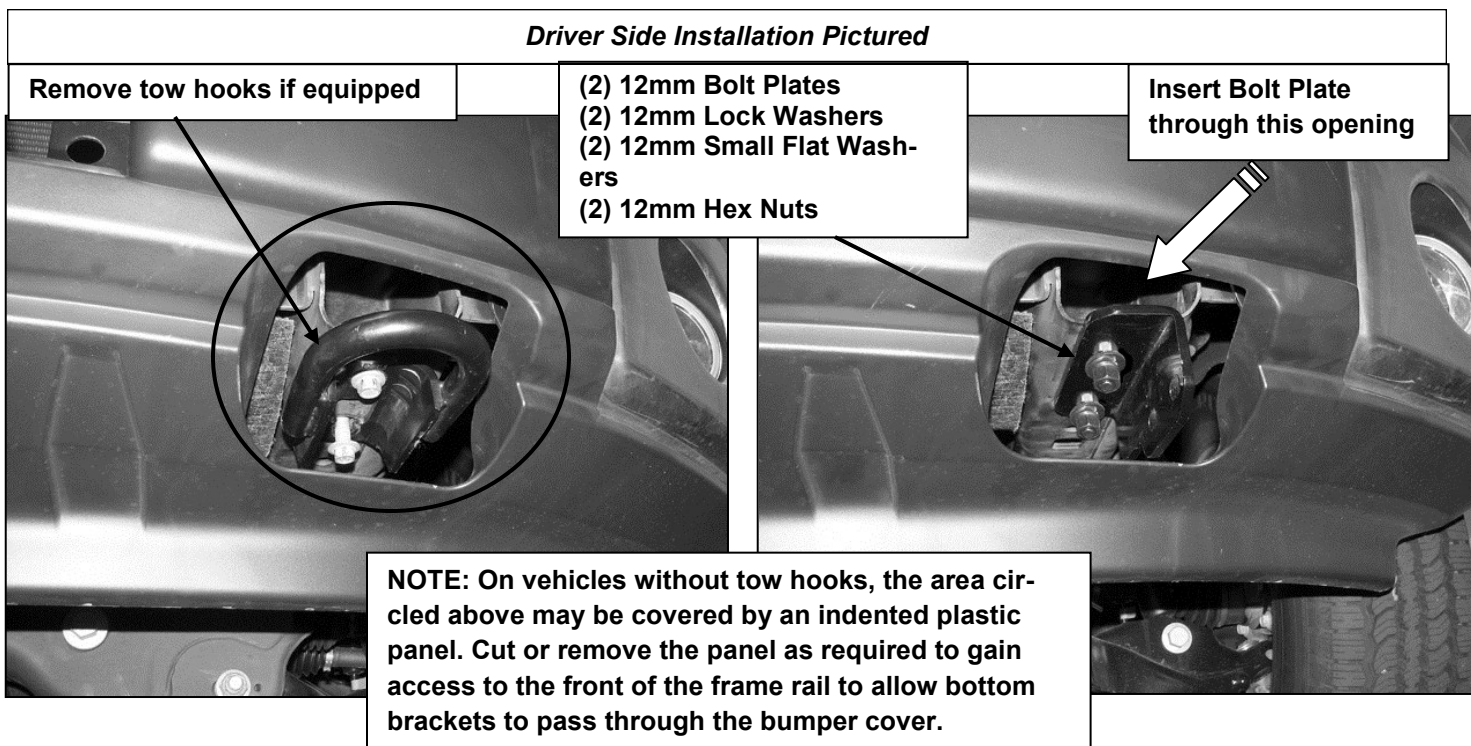 Driver Side Installation Pictured
Remove tow hooks if equipped
(2) 12mm Bolt Plates
(2) 12mm Lock Washers
(2) 12mm Small Flat Wash-
ers
(2) 12mm Hex Nuts
Insert Bolt Plate
through this opening
NOTE: On vehicles without tow hooks, the area cir-
cled above may be covered by an indented plastic
panel. Cut or remove the panel as required to gain
access to the front of the frame rail to allow bottom
brackets to pass through the bumper cover.